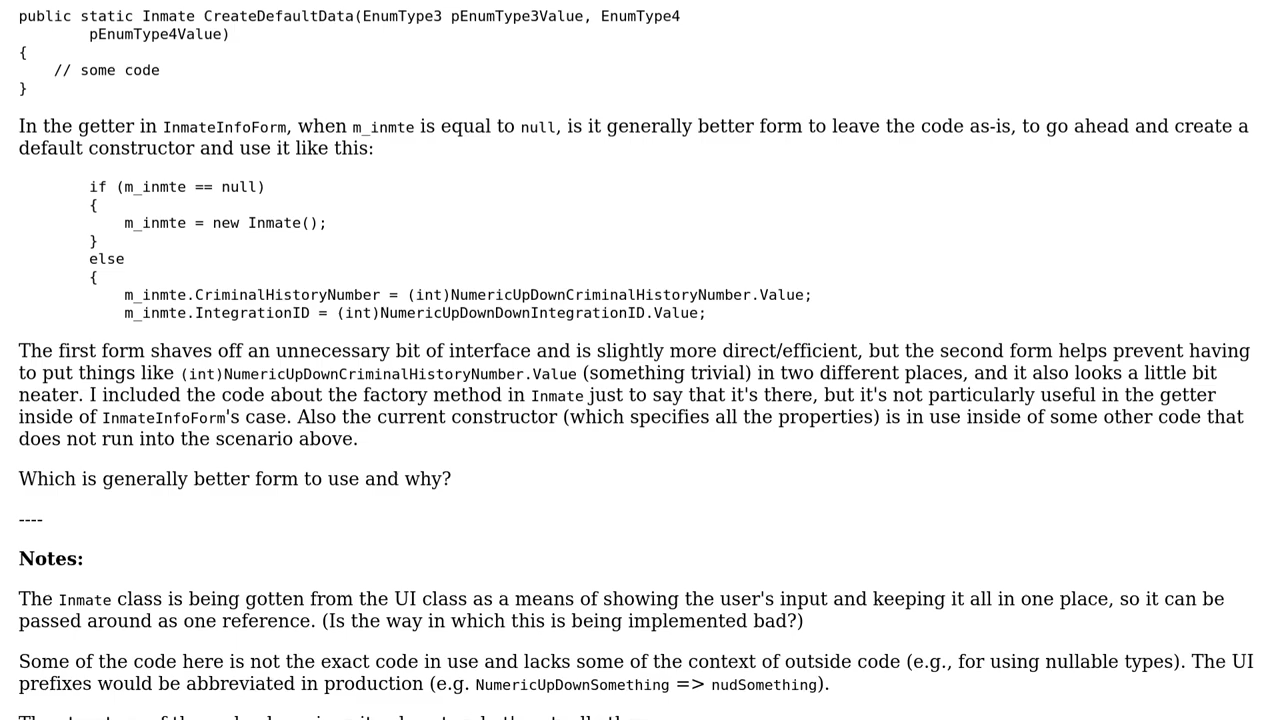 public static Inmate CreateDefaultData(EnumType3 pEnumType3Value, EnumType4
        pEnumType4Value)
{
    // some code
}
In the getter in InmateInfoForm, when m_inmte is equal to null, is it generally better form to leave the code as-is, to go ahead and create a
default constructor and use it like this:
        if (m_inmte == null)
        {
            m_inmte = new Inmate();
        }
        else
        {
            m_inmte.CriminalHistoryNumber = (int)NumericUpDownCriminalHistoryNumber.Value;
            m_inmte.IntegrationID = (int)NumericUpDownDownIntegrationID.Value;
The first form shaves off an unnecessary bit of interface and is slightly more direct/efficient, but the second form helps prevent having
to put things like (int)NumericUpDownCriminalHistoryNumber.Value (something trivial) in two different places, and it also looks a little bit
neater. I included the code about the factory method in Inmate just to say that it's there, but it's not particularly useful in the getter
inside of InmateInfoForm's case. Also the current constructor (which specifies all the properties) is in use inside of some other code that
does not run into the scenario above.
Which is generally better form to use and why?
----
Notes:
The Inmate class is being gotten from the UI class as a means of showing the user's input and keeping it all in one place, so it can be
passed around as one reference. (Is the way in which this is being implemented bad?)
Some of the code here is not the exact code in use and lacks some of the context of outside code (e.g., for using nullable types). The UI
prefixes would be abbreviated in production (e.g. NumericUpDownSomething => nudSomething).